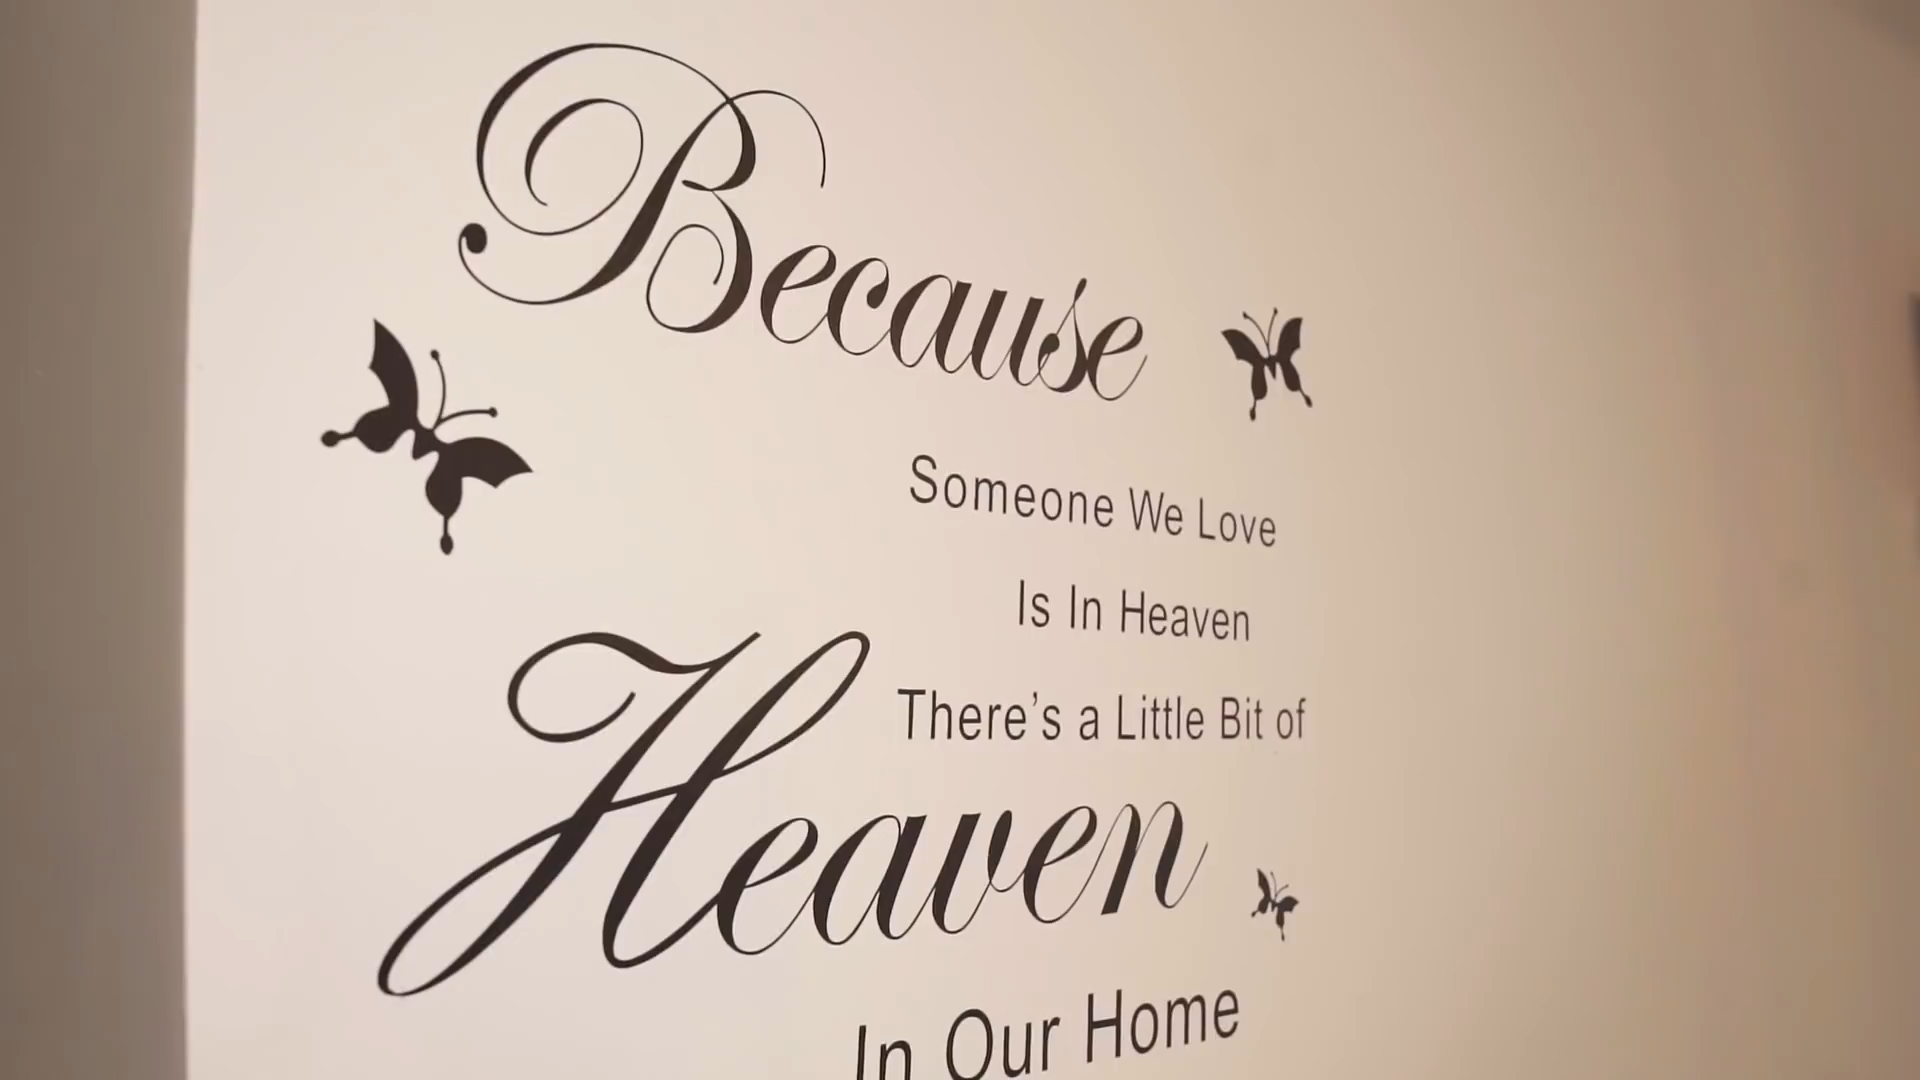 Because
Someone We Love
Is In Heaven
There's a Little Bit of
Heaven
In Our Home